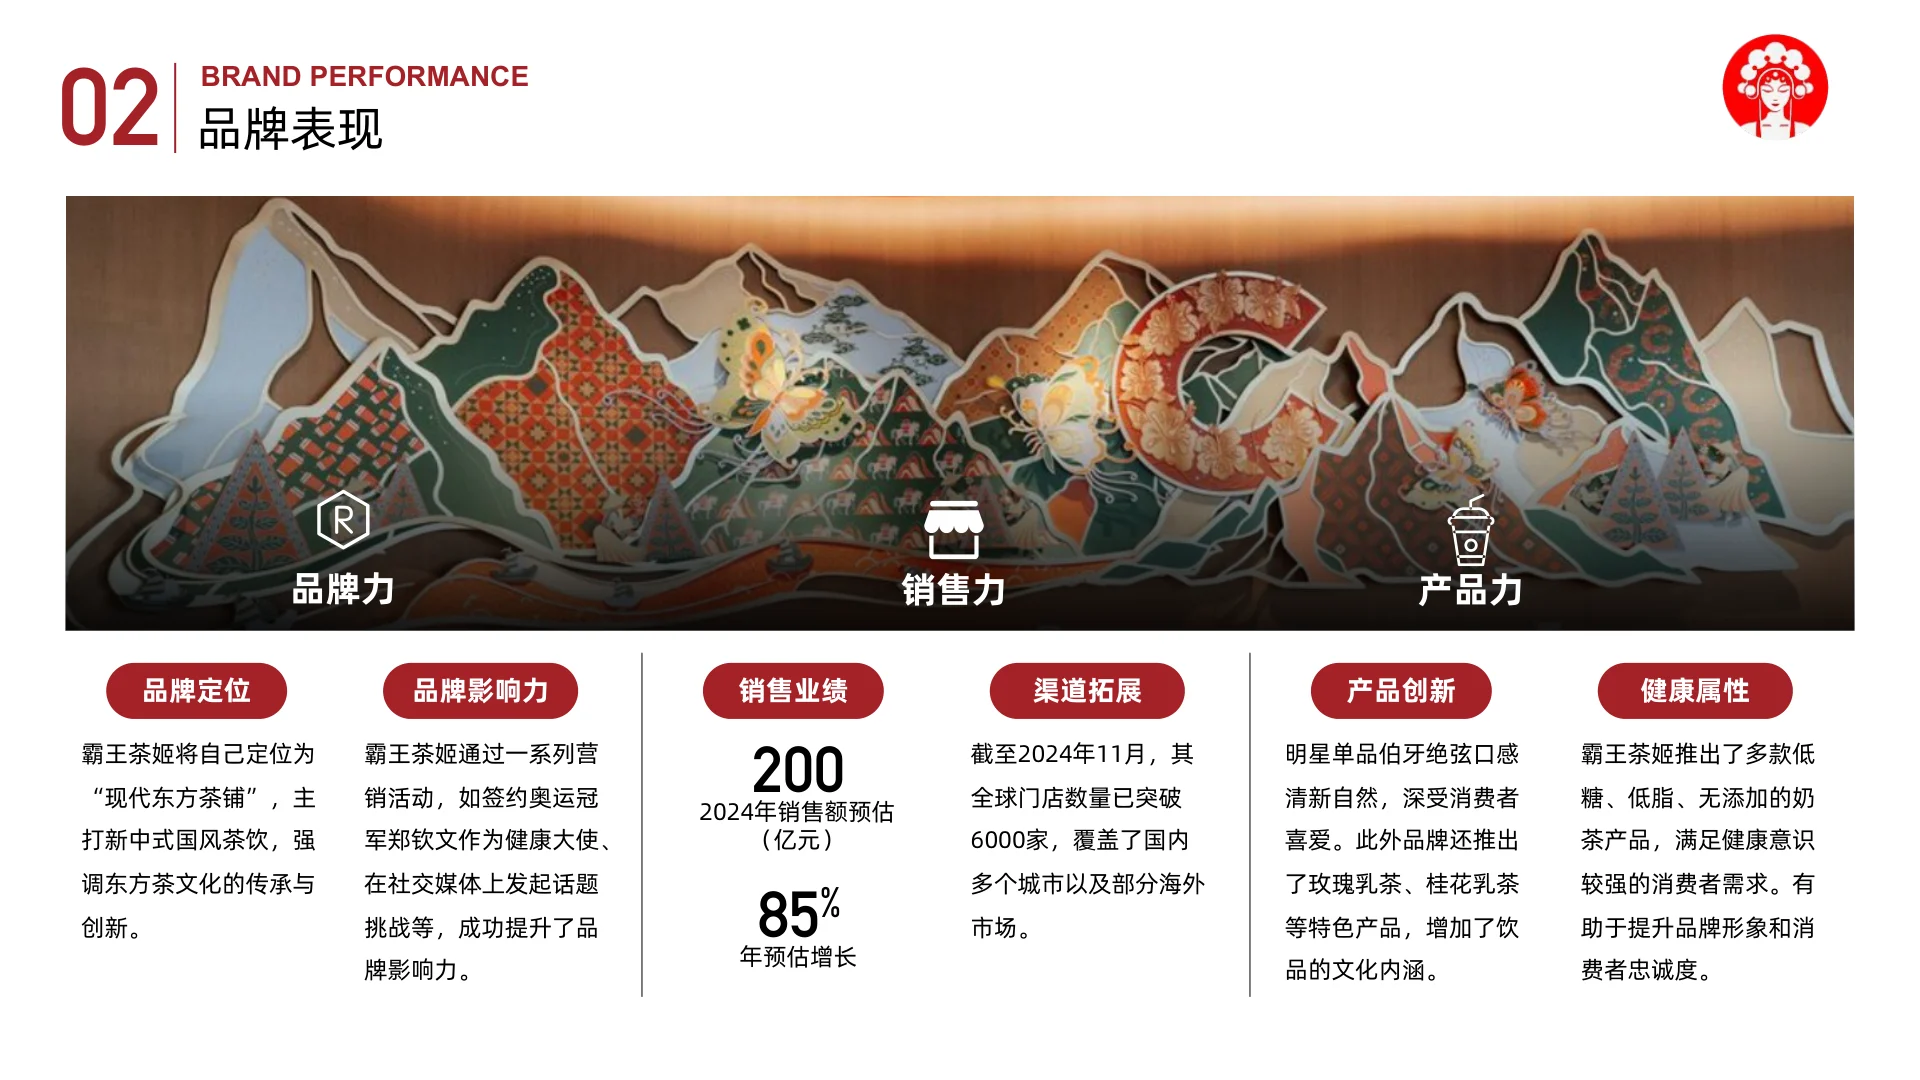 02
BRAND PERFORMANCE
品牌表现
品牌力
销售力
产品力
品牌定位
霸王茶姬将自己定位为
“现代东方茶铺”，主
打新中式国风茶饮，强
调东方茶文化的传承与
创新。
品牌影响力
霸王茶姬通过一系列营
销活动，如签约奥运冠
军郑钦文作为健康大使、
在社交媒体上发起话题
挑战等，成功提升了品
牌影响力。
销售业绩
200
2024年销售额预估
（亿元）
85%
年预估增长
渠道拓展
截至2024年11月，其
全球门店数量已突破
6000家，覆盖了国内
多个城市以及部分海外
市场。
产品创新
明星单品伯牙绝弦口感
清新自然，深受消费者
喜爱。此外品牌还推出
了玫瑰乳茶、桂花乳茶
等特色产品，增加了饮
品的文化内涵。
健康属性
霸王茶姬推出了多款低
糖、低脂、无添加的奶
茶产品，满足健康意识
较强的消费者需求。有
助于提升品牌形象和消
费者忠诚度。